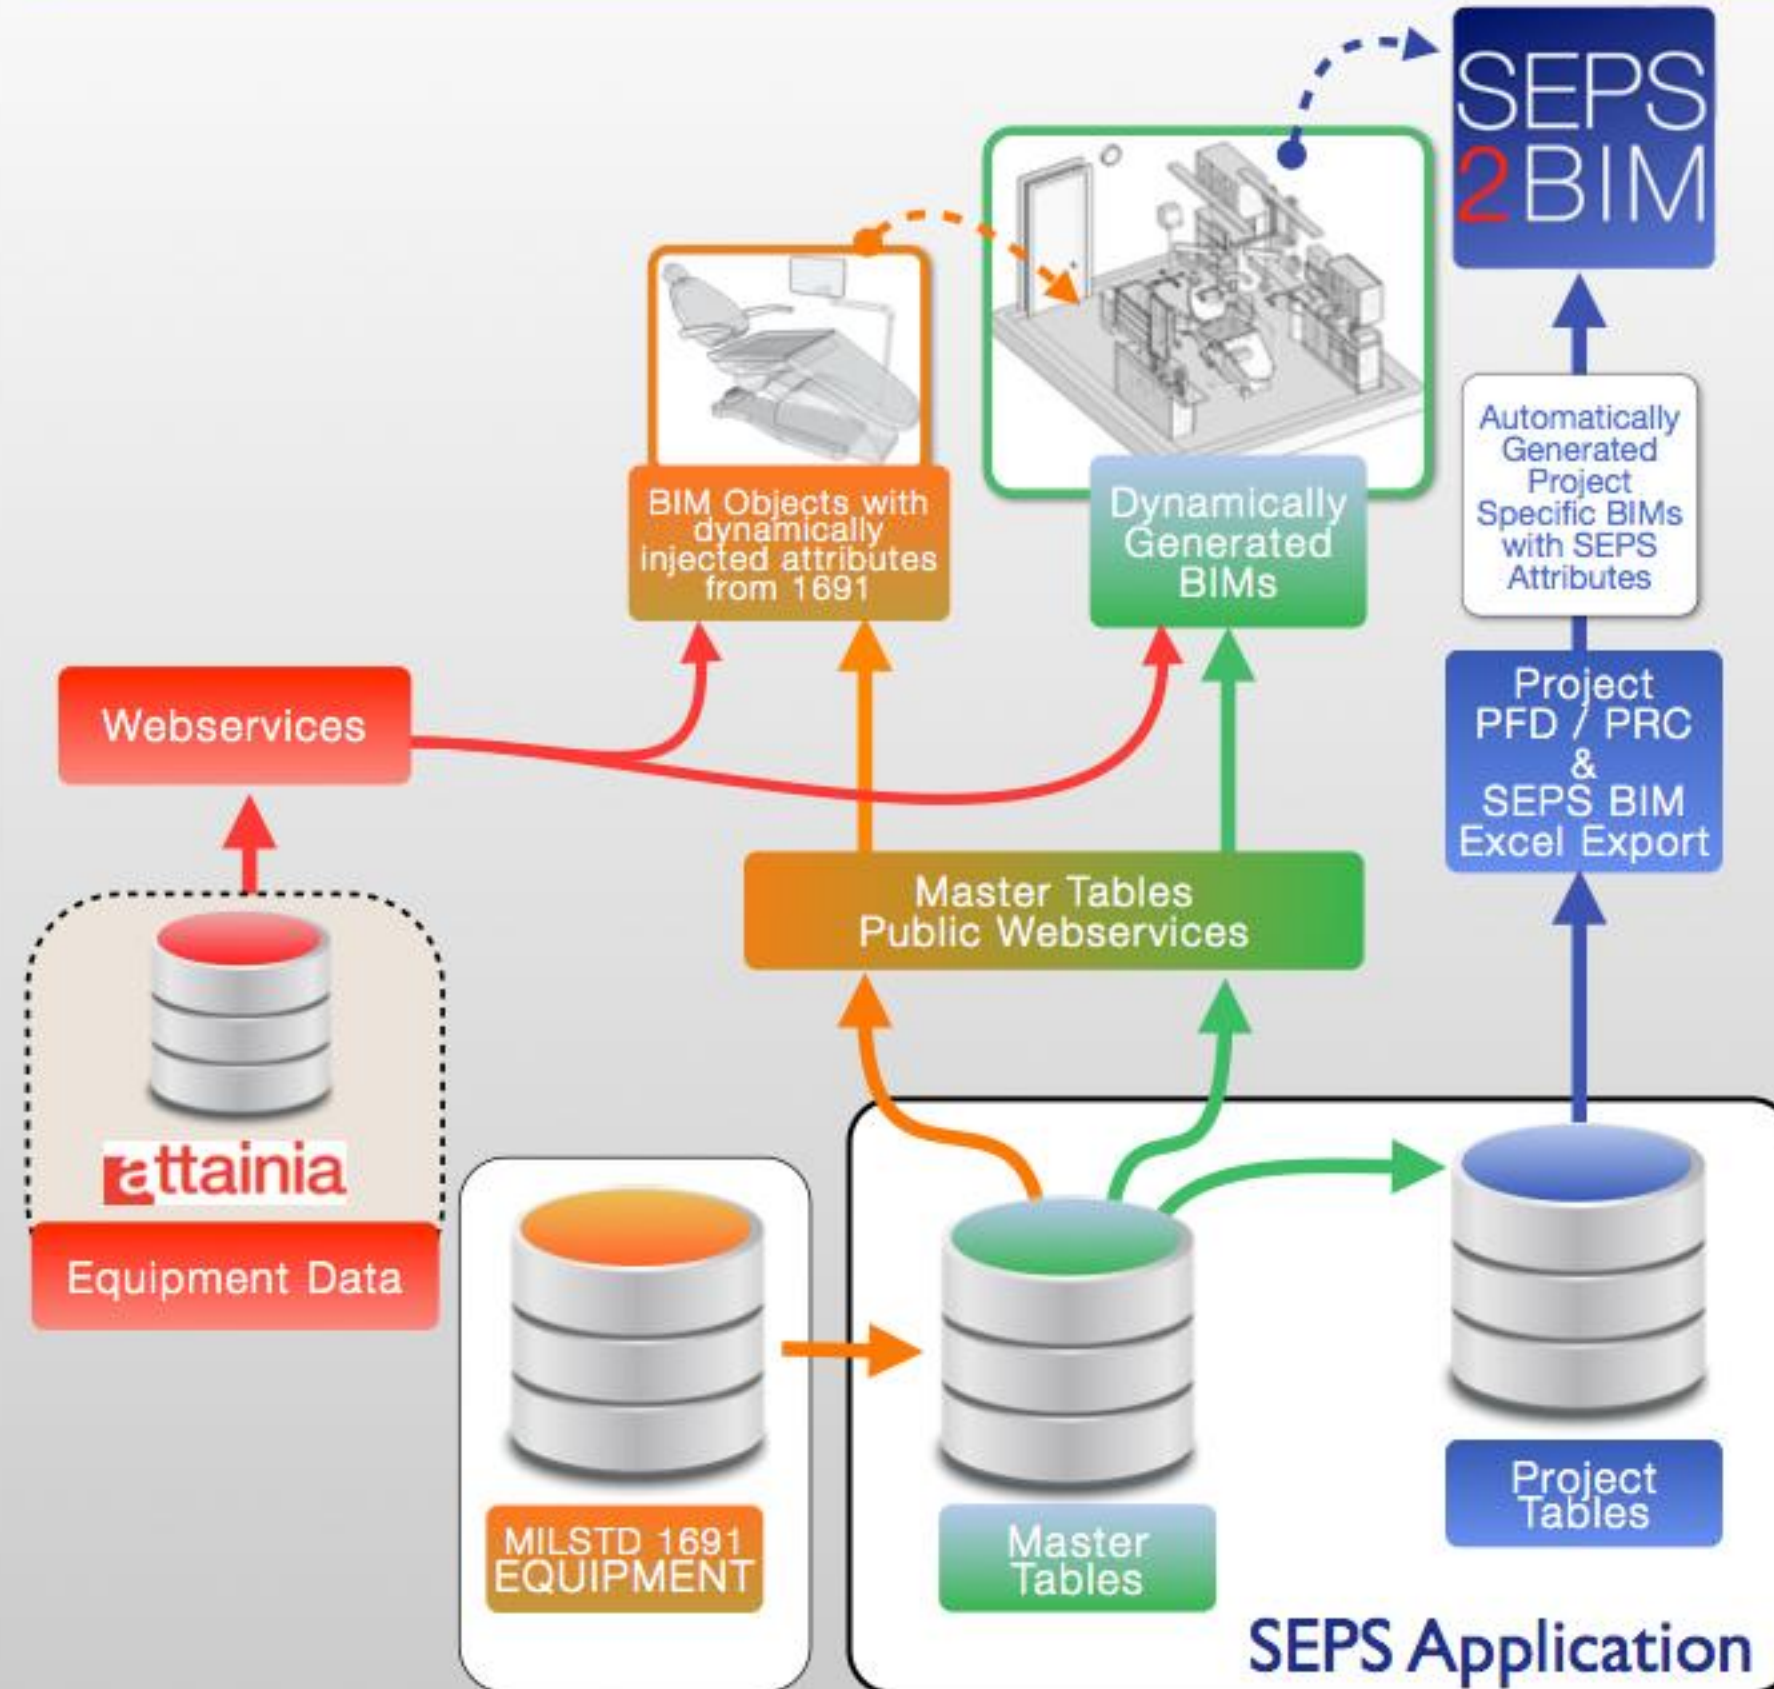 SEPS
2BIM
Automatically
Generated
Project
Specific BIMs
with SEPS
Attributes
BIM Objects with
dynamically
injected attributes
from 1691
Dynamically
Generated
BIMs
Webservices
Project
PFD / PRC
&
SEPS BIM
Excel Export
Master Tables
Public Webservices
attainia
Equipment Data
MILSTD 1691
EQUIPMENT
Master
Tables
Project
Tables
SEPS Application